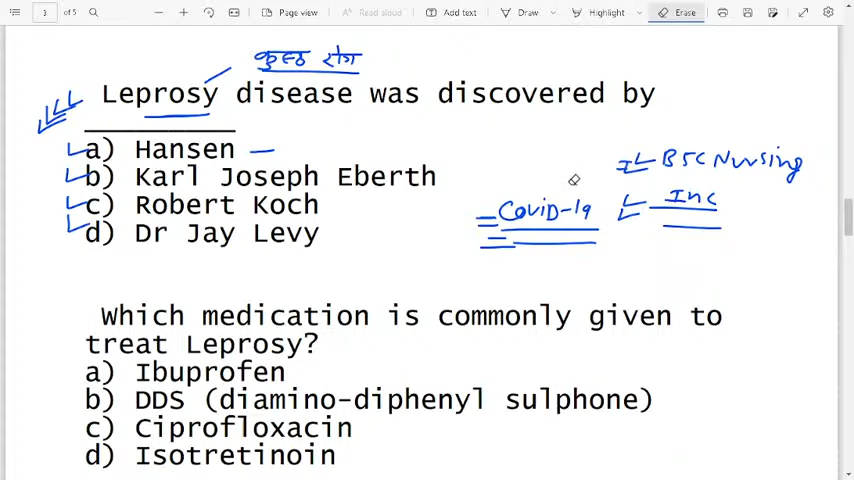 3 of 5 Page view Read aloud Add text Draw Highlight Erase
कुष्ठ रोग
Leprosy disease was discovered by
_________
a) Hansen
b) Karl Joseph Eberth
c) Robert Koch
d) Dr Jay Levy
BSC Nursing
Inc
CoviD-19
Which medication is commonly given to
treat Leprosy?
a) Ibuprofen
b) DDS (diamino-diphenyl sulphone)
c) Ciprofloxacin
d) Isotretinoin